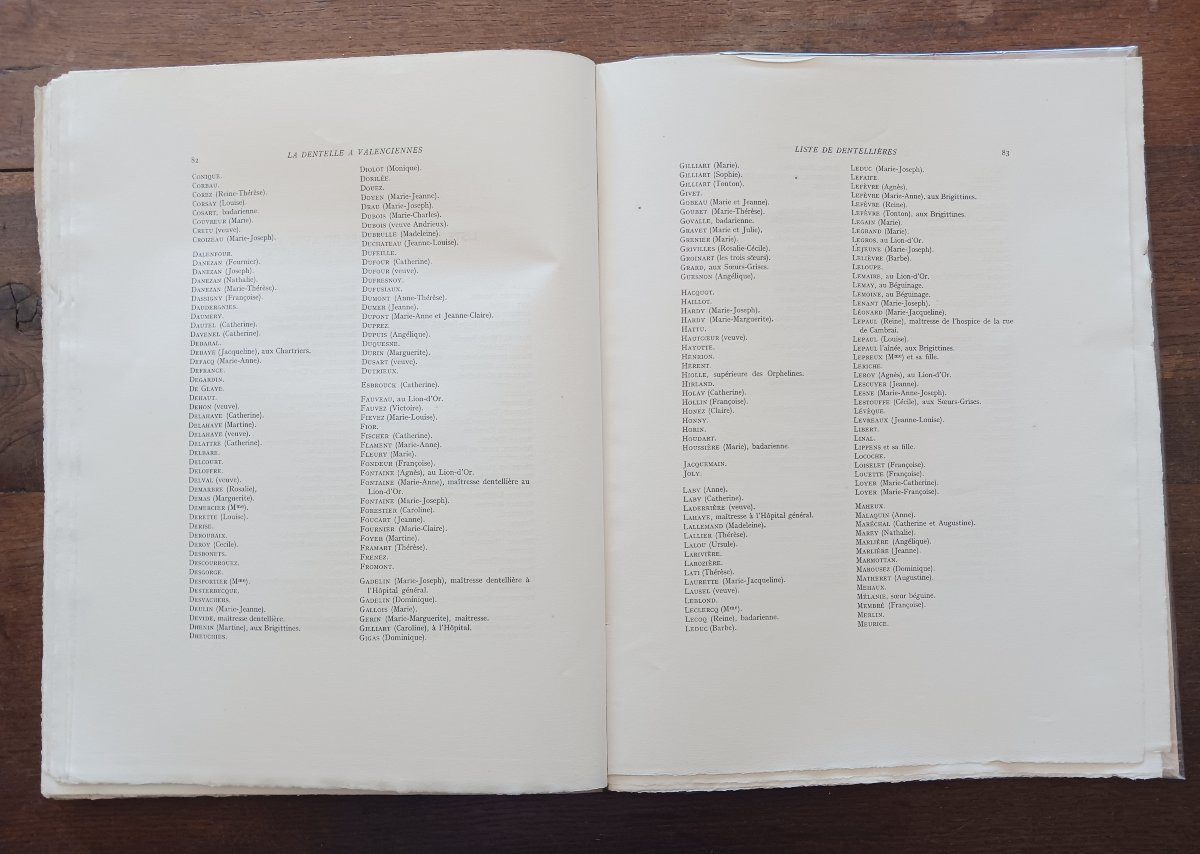 82
LA DENTELLE A VALENCIENNES
CONIQUE.
CORBAU.
COREZ (Reine-Thérèse).
CORSAY (Louise).
COSART, badarienne.
COUVREUR (Marie).
CRETU (veuve).
CROIZEAU (Marie-Joseph).
DALENFOUR.
DANEZAN (Fournier).
DANEZAN (Joseph).
DANEZAN (Nathalie).
DANEZAN (Marie-Thérèse).
DASSIGNY (Françoise).
DAUDERGNIES.
DAUMERY.
DAUTEL (Catherine).
DAVENEL (Catherine).
DEBARAL.
DEBAYE (Jacqueline), aux Chartriers.
DEFACQ (Marie-Anne).
DEFRANCE.
DEGARDIN.
DE GLAVE.
DEHAUT.
DEHON (veuve).
DELAHAYE (Catherine).
DELAHAYE (Martine).
DELAHAYE (veuve).
DELATTRE (Catherine).
DELBARE.
DELCOURT.
DELOFFRE.
DELVAL (veuve).
DEMARBRE (Rosalie).
DEMAS (Marguerite).
DEMERCIER (Mme).
DERETTE (Louise).
DERISE.
DEROUBAIX.
DEROY (Cecile).
DESBONETS.
DESCOURROUEZ.
DESGORGE.
DESPORTIER (Mme).
DESTERBECQUE.
DESVACHERS.
DEULIN (Marie-Jeanne).
DEVIDE, maîtresse dentellière.
DHENIN (Martine), aux Brigittines.
DHEUCHIES.
DIOLOT (Monique).
DORILÉE.
DOUEZ.
DOYEN (Marie-Jeanne).
DRAU (Marie-Joseph).
DUBOIS (Marie-Charles).
DUBOIS (veuve Andrieux).
DUBRULLE (Madeleine).
DUCHATEAU (Jeanne-Louise).
DUFEILLE.
DUFOUR (Catherine).
DUFOUR (veuve).
DUFRESNOY.
DUFUSIAUX.
DUMONT (Anne-Thérèse).
DUMER (Jeanne).
DUPONT (Marie-Anne et Jeanne-Claire).
DUPREZ.
DUPUIS (Angélique).
DUQUESNE.
DURIN (Marguerite).
DUSART (veuve).
DUTRIEUX.
ESBROUCK (Catherine).
FAUVEAU, au Lion-d'Or.
FAUVEZ (Victoire).
FIEVEZ (Marie-Louise).
FIOR.
FISCHER (Catherine).
FLAMENT (Marie-Anne).
FLEURY (Marie).
FONDEUR (Françoise).
FONTAINE (Agnès), au Lion-d'Or.
FONTAINE (Marie-Anne), maîtresse dentellière au
Lion-d'Or.
FONTAINE (Marie-Joseph).
FORESTIER (Caroline).
FOUCART (Jeanne).
FOURNIER (Marie-Claire).
FOYER (Martine).
FRAMART (Thérèse).
FRENEZ.
FROMONT.
GADELIN (Marie-Joseph), maîtresse dentellière à
l'Hôpital général.
GADELIN (Dominique).
GALLOIS (Marie).
GERIN (Marie-Marguerite), maîtresse.
GILLIART (Caroline), à l'Hôpital.
GIGAS (Dominique).
LISTE DE DENTELLIÈRES
83
GILLIART (Marie).
GILLIART (Sophie).
GILLIART (Tonton).
GIVET.
GOBEAU (Marie et Jeanne).
GOUBET (Marie-Thérèse).
GOVALLE, badarienne.
GRAVET (Marie et Julie).
GRENIER (Marie).
GRIVILLES (Rosalie-Cécile).
GROINART (les trois sœurs).
GRARD, aux Sœurs-Grises.
GUESNON (Angélique).
HACQUOT.
HAILLOT.
HARDY (Marie-Joseph).
HARDY (Marie-Marguerite).
HATTU.
HAUTCŒUR (veuve).
HAYOTTE.
HENRION.
HERENT.
HIOLLE, supérieure des Orphelines.
HISLAND.
HOLAV (Catherine).
HOLLIN (Françoise).
HONEZ (Claire).
HONNY.
HORIN.
HOUDART.
HOUSSIÈRE (Marie), badarienne.
JACQUEMAIN.
JOLY.
LABY (Anne).
LABY (Catherine).
LADERRIÈRE (veuve).
LAHAYE, maîtresse à l'Hôpital général.
LALLEMAND (Madeleine).
LALLIER (Thérèse).
LALOU (Ursule).
LARIVIÈRE.
LAROZIÈRE.
LATI (Thérèse).
LAURETTE (Marie-Jacqueline).
LAOSEL (veuve).
LEBLOND.
LECLERCQ (Mme).
LECOQ (Reine), badarienne.
LEDUC (Barbe).
LEDUC (Marie-Joseph).
LEFAIFE.
LEFÈVRE (Agnès).
LEFÈVRE (Marie-Anne), aux Brigittines.
LEFÈVRE (Reine).
LEFÈVRE (Tonton), aux Brigittines.
LEGAIN (Marie).
LEGRAND (Marie).
LEGROS, au Lion-d'Or.
LEJEUNE (Marie-Joseph).
LELIÈVRE (Barbe).
LELOUPE.
LEMAIRE, au Lion-d'Or.
LEMAY, au Béguinage.
LEMOINE, au Béguinage.
LENANT (Marie-Joseph).
LÉONARD (Marie-Jacqueline).
LEPAUL (Reine), maîtresse de l'hospice de la rue
de Cambrai.
LEPAUL (Louise).
LEPAUL l'aînée, aux Brigittines.
LEPREUX (Mme) et sa fille.
LERICHE.
LEROY (Agnès), au Lion-d'Or.
LESCUYER (Jeanne).
LESNE (Marie-Anne-Joseph).
LESTOUFFE (Cécile), aux Sœurs-Grises.
LÉVÊQUE.
LEVREAUX (Jeanne-Louise).
LIBERT.
LINAL.
LIPPENS et sa fille.
LOCOCHE.
LOISELET (Françoise).
LOUETTE (Françoise).
LOYER (Marie-Catherine).
LOYER (Marie-Françoise).
MAHEUX.
MALAQUIN (Anne).
MARÉCHAL (Catherine et Augustine).
MAREY (Nathalie).
MARLIÈRE (Angélique).
MARLIÈRE (Jeanne).
MARMOTTAN.
MAROUSEZ (Dominique).
MATHERET (Augustine).
MEHAUX.
MÉLANIE, sœur béguine.
MEMBRÉ (Françoise).
MERLIN.
MEURICE.